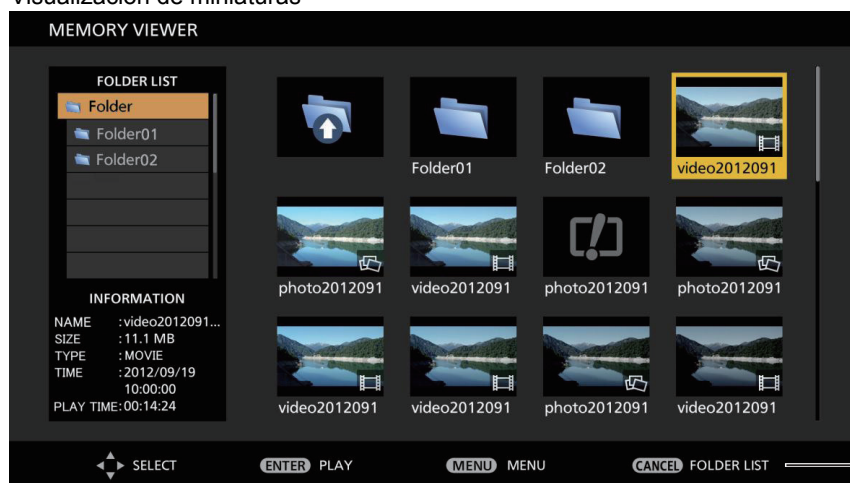 Visualización de miniaturas
MEMORY VIEWER
FOLDER LIST
Folder
Folder01
Folder02
INFORMATION
NAME :video2012091...
SIZE :11.1 MB
TYPE :MOVIE
TIME :2012/09/19
10:00:00
PLAY TIME:00:14:24
Folder01
Folder02
video2012091
photo2012091
video2012091
photo2012091
photo2012091
video2012091
video2012091
photo2012091
video2012091
SELECT
ENTER PLAY
MENU MENU
CANCEL FOLDER LIST